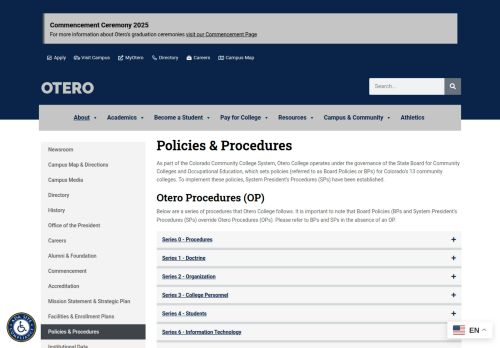 Commencement Ceremony 2025
For more information about Otero's graduation ceremonies visit our Commencement Page
Apply
Visit Campus
MyOtero
Directory
Careers
Campus Map
OTERO
Search...
About
Academics
Become a Student
Pay for College
Resources
Campus & Community
Athletics
Newsroom
Campus Map & Directions
Campus Media
Directory
History
Office of the President
Careers
Alumni & Foundation
Commencement
Accreditation
Mission Statement & Strategic Plan
Facilities & Enrollment Plans
Policies & Procedures
Institutional Data
Policies & Procedures
As part of the Colorado Community College System, Otero College operates under the governance of the State Board for Community
Colleges and Occupational Education, which sets policies (referred to as Board Policies or BPs) for Colorado's 13 community
colleges. To implement these policies, System President's Procedures (SPs) have been established.
Otero Procedures (OP)
Below are a series of procedures that Otero College follows. It is important to note that Board Policies (BPs and System President's
Procedures (SPs) override Otero Procedures (OPs). Please refer to BPs and SPs in the absence of an OP.
Series 0 - Procedures +
Series 1 - Doctrine +
Series 2 - Organization +
Series 3 - College Personnel +
Series 4 - Students +
Series 6 - Information Technology
EN